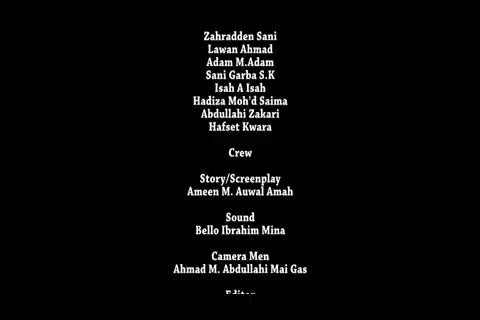 Zahradden Sani
Lawan Ahmad
Adam M.Adam
Sani Garba S.K
Isah A Isah
Hadiza Moh'd Saima
Abdullahi Zakari
Hafset Kwara
Crew
Story/Screenplay
Ameen M. Auwal Amah
Sound
Bello Ibrahim Mina
Camera Men
Ahmad M. Abdullahi Mai Gas
Editor